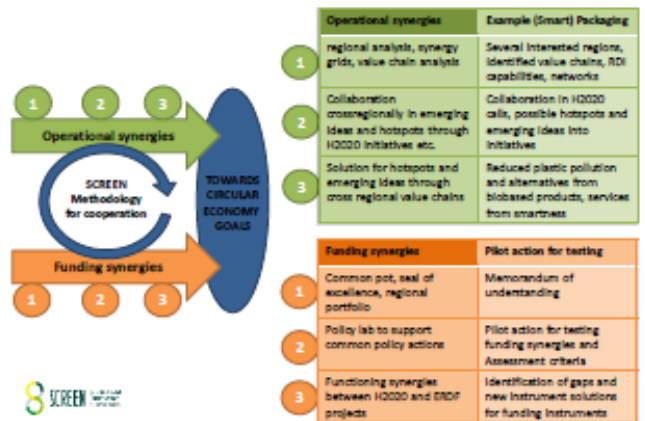 1 2 3
Operational synergies
SCREEN
Methodology
for cooperation
TOWARDS
CIRCULAR
ECONOMY
GOALS
Funding synergies
1 2 3
SCREEN
Operational synergies
Example (Smart) Packaging
1
regional analysis, synergy
grids, value chain analysis
Several interested regions,
identified value chains, RDI
capabilities, networks
2
Collaboration
crossregionally in emerging
ideas and hotspots through
H2020 initiatives etc.
Collaboration in H2020
calls, possible hotspots and
emerging ideas into
initiatives
3
Solution for hotspots and
emerging ideas through
cross regional value chains
Reduced plastic pollution
and alternatives from
biobased products, services
from smartness
Funding synergies
Pilot action for testing
1
Common pot, seal of
excellence, regional
portfolio
Memorandum of
understanding
2
Policy lab to support
common policy actions
Pilot action for testing
funding synergies and
Assessment criteria
3
Functioning synergies
between H2020 and ERDF
projects
Identification of gaps and
new instrument solutions
for funding instruments